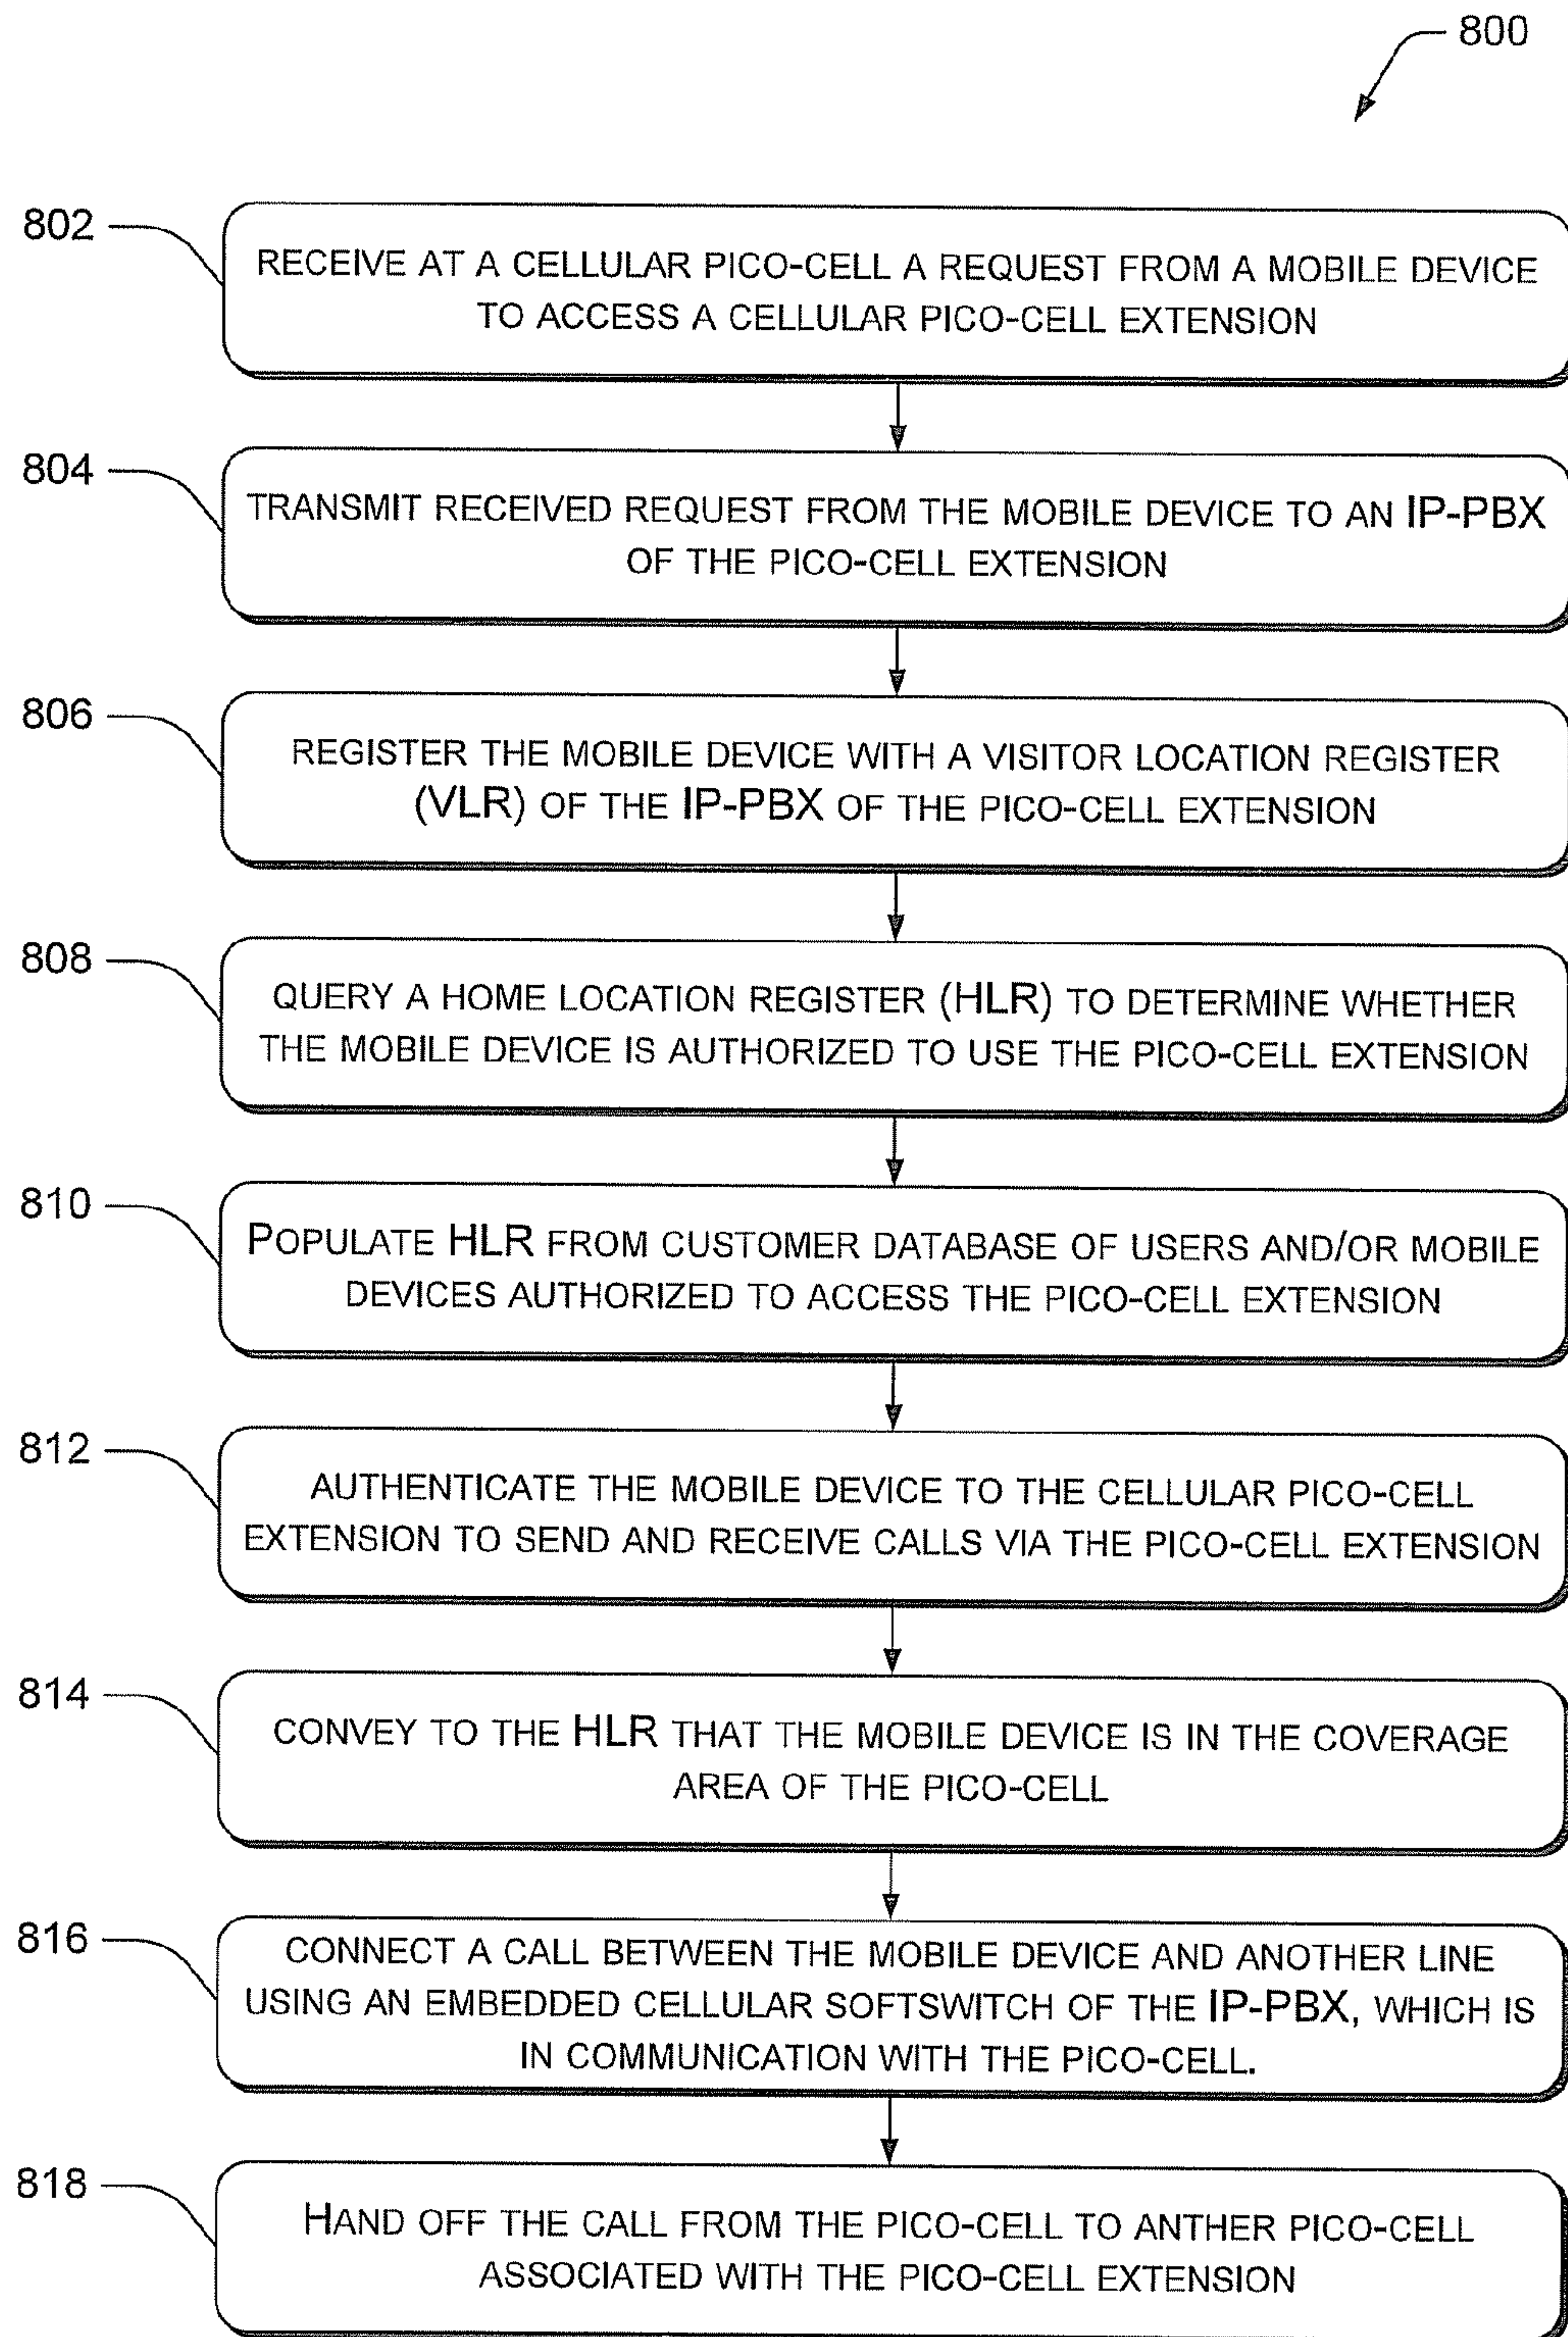 800
802
RECEIVE AT A CELLULAR PICO-CELL A REQUEST FROM A MOBILE DEVICE
TO ACCESS A CELLULAR PICO-CELL EXTENSION
804
TRANSMIT RECEIVED REQUEST FROM THE MOBILE DEVICE TO AN IP-PBX
OF THE PICO-CELL EXTENSION
806
REGISTER THE MOBILE DEVICE WITH A VISITOR LOCATION REGISTER
(VLR) OF THE IP-PBX OF THE PICO-CELL EXTENSION
808
QUERY A HOME LOCATION REGISTER (HLR) TO DETERMINE WHETHER
THE MOBILE DEVICE IS AUTHORIZED TO USE THE PICO-CELL EXTENSION
810
POPULATE HLR FROM CUSTOMER DATABASE OF USERS AND/OR MOBILE
DEVICES AUTHORIZED TO ACCESS THE PICO-CELL EXTENSION
812
AUTHENTICATE THE MOBILE DEVICE TO THE CELLULAR PICO-CELL
EXTENSION TO SEND AND RECEIVE CALLS VIA THE PICO-CELL EXTENSION
814
CONVEY TO THE HLR THAT THE MOBILE DEVICE IS IN THE COVERAGE
AREA OF THE PICO-CELL
816
CONNECT A CALL BETWEEN THE MOBILE DEVICE AND ANOTHER LINE
USING AN EMBEDDED CELLULAR SOFTSWITCH OF THE IP-PBX, WHICH IS
IN COMMUNICATION WITH THE PICO-CELL.
818
HAND OFF THE CALL FROM THE PICO-CELL TO ANTHER PICO-CELL
ASSOCIATED WITH THE PICO-CELL EXTENSION